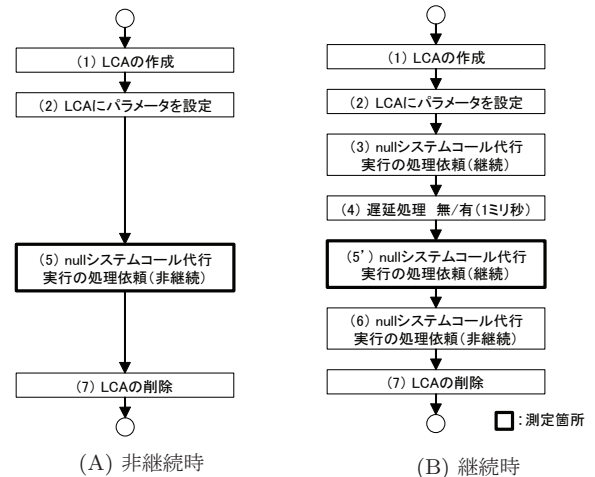 (1) LCAの作成
(2) LCAにパラメータを設定
(5) nullシステムコール代行
実行の処理依頼(非継続)
(7) LCAの削除
(A) 非継続時
(1) LCAの作成
(2) LCAにパラメータを設定
(3) nullシステムコール代行
実行の処理依頼(継続)
(4) 遅延処理 無/有(1ミリ秒)
(5') nullシステムコール代行
実行の処理依頼(継続)
(6) nullシステムコール代行
実行の処理依頼(非継続)
(7) LCAの削除
:測定箇所
(B) 継続時